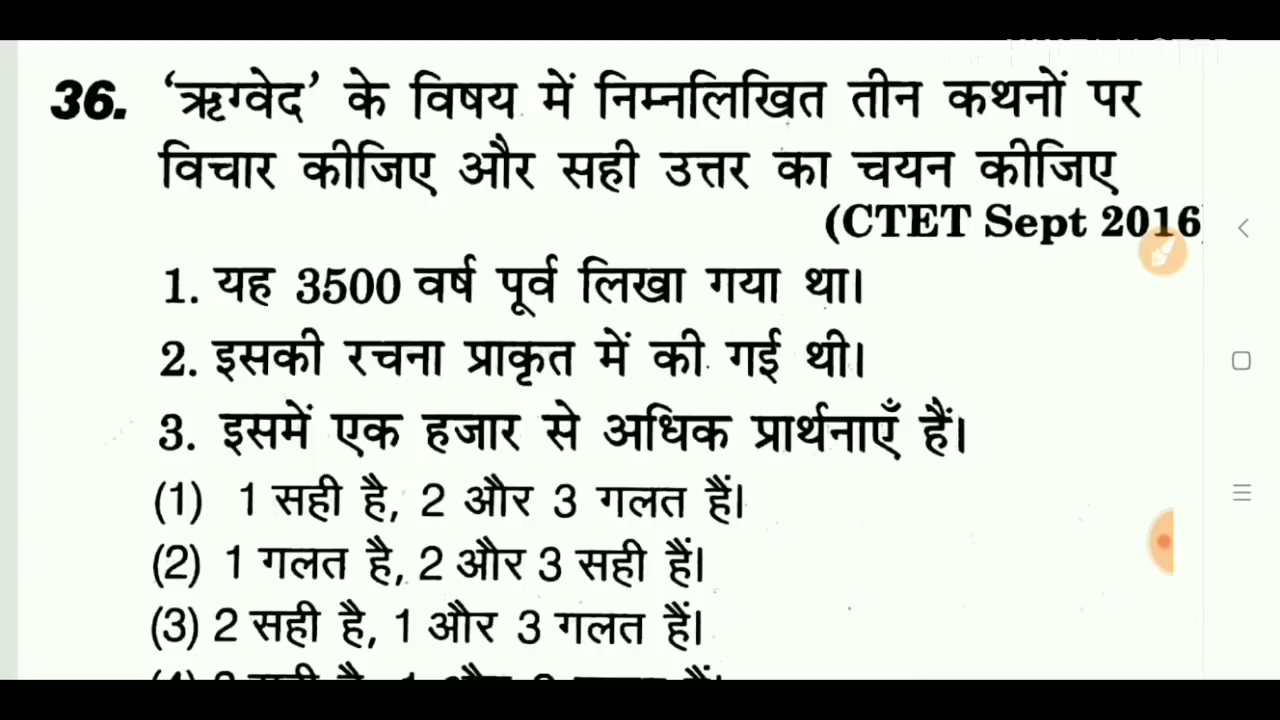 36. ‘ऋग्वेद’ के विषय में निम्नलिखित तीन कथनों पर
विचार कीजिए और सही उत्तर का चयन कीजिए
(CTET Sept 2016)
1. यह 3500 वर्ष पूर्व लिखा गया था।
2. इसकी रचना प्राकृत में की गई थी।
3. इसमें एक हजार से अधिक प्रार्थनाएँ हैं।
(1) 1 सही है, 2 और 3 गलत हैं।
(2) 1 गलत है, 2 और 3 सही हैं।
(3) 2 सही है, 1 और 3 गलत हैं।